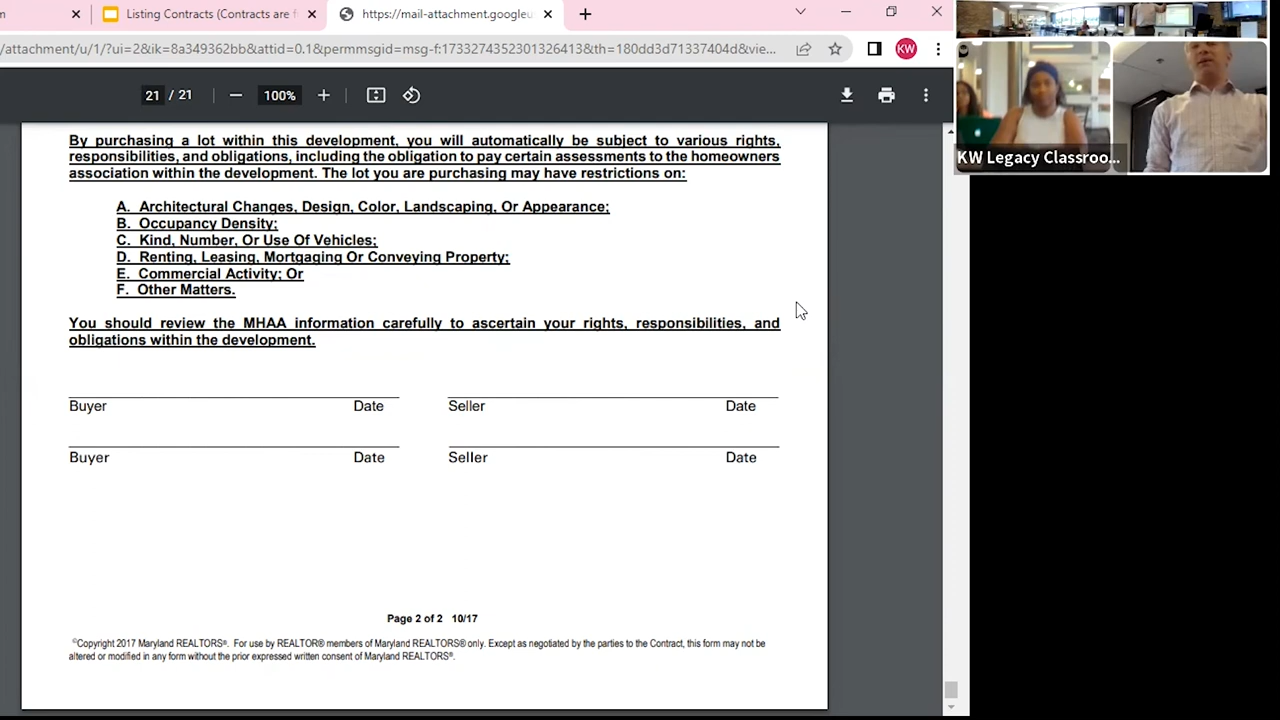 Listing Contracts (Contracts are f
https://mail-attachment.googleu
/attachment/u/1/?ui=2&ik=8a349362bb&attid=0.1&permmsgid=msg-f:1733274352301326413&th=180dd3d71337404d&vie...
KW
21 / 21
100%
By purchasing a lot within this development, you will automatically be subject to various rights,
responsibilities, and obligations, including the obligation to pay certain assessments to the homeowners
association within the development. The lot you are purchasing may have restrictions on:
A. Architectural Changes, Design, Color, Landscaping, Or Appearance;
B. Occupancy Density;
C. Kind, Number, Or Use Of Vehicles;
D. Renting, Leasing, Mortgaging Or Conveying Property;
E. Commercial Activity; Or
F. Other Matters.
You should review the MHAA information carefully to ascertain your rights, responsibilities, and
obligations within the development.
Buyer Date Seller Date
Buyer Date Seller Date
Page 2 of 2 10/17
©Copyright 2017 Maryland REALTORS®. For use by REALTOR® members of Maryland REALTORS® only. Except as negotiated by the parties to the Contract, this form may not be
altered or modified in any form without the prior expressed written consent of Maryland REALTORS®.
KW Legacy Classroo...